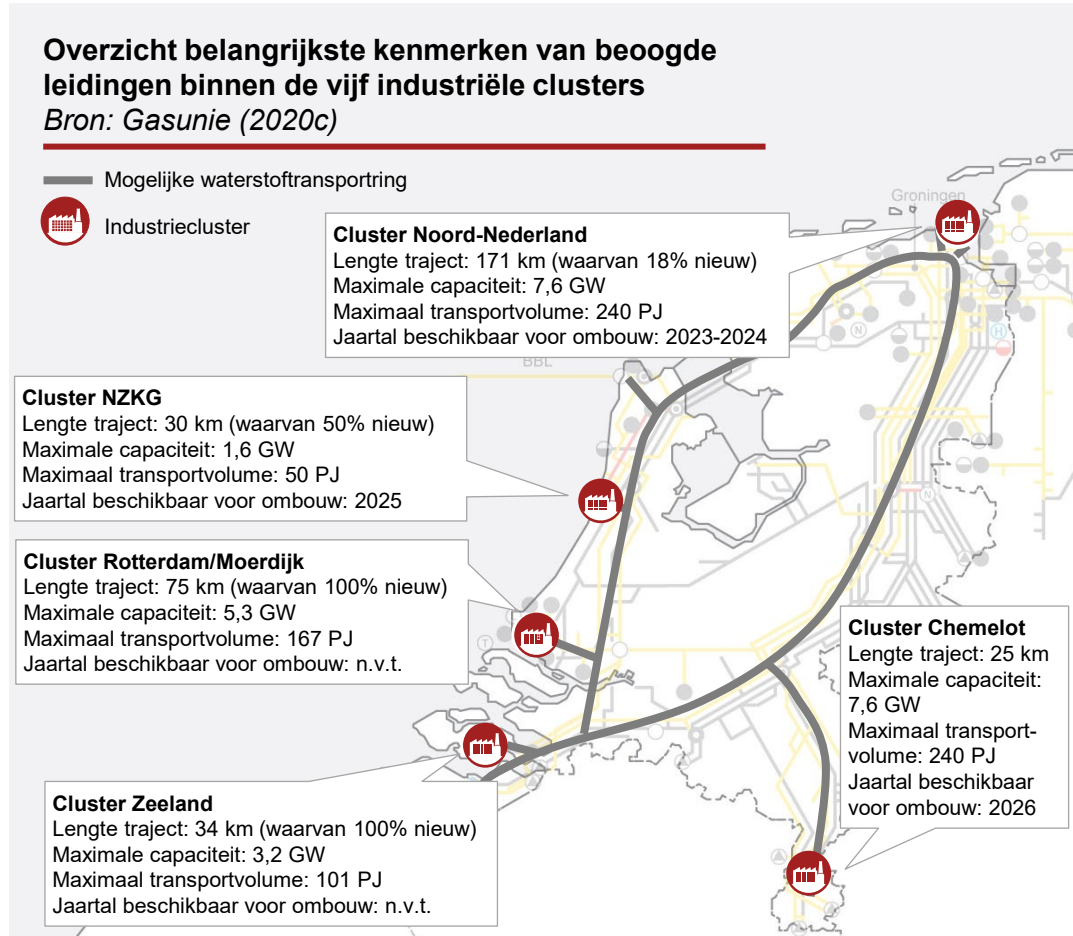 Overzicht belangrijkste kenmerken van beoogde
leidingen binnen de vijf industriële clusters
Bron: Gasunie (2020c)
Mogelijke waterstoftransportring
Industriecluster
Groningen
Cluster Noord-Nederland
Lengte traject: 171 km (waarvan 18% nieuw)
Maximale capaciteit: 7,6 GW
Maximaal transportvolume: 240 PJ
Jaartal beschikbaar voor ombouw: 2023-2024
BBL
N
H
Cluster NZKG
Lengte traject: 30 km (waarvan 50% nieuw)
Maximale capaciteit: 1,6 GW
Maximaal transportvolume: 50 PJ
Jaartal beschikbaar voor ombouw: 2025
N
Cluster Rotterdam/Moerdijk
Lengte traject: 75 km (waarvan 100% nieuw)
Maximale capaciteit: 5,3 GW
Maximaal transportvolume: 167 PJ
Jaartal beschikbaar voor ombouw: n.v.t.
T
Cluster Chemelot
Lengte traject: 25 km
Maximale capaciteit:
7,6 GW
Maximaal transport-
volume: 240 PJ
Jaartal beschikbaar
voor ombouw: 2026
Cluster Zeeland
Lengte traject: 34 km (waarvan 100% nieuw)
Maximale capaciteit: 3,2 GW
Maximaal transportvolume: 101 PJ
Jaartal beschikbaar voor ombouw: n.v.t.